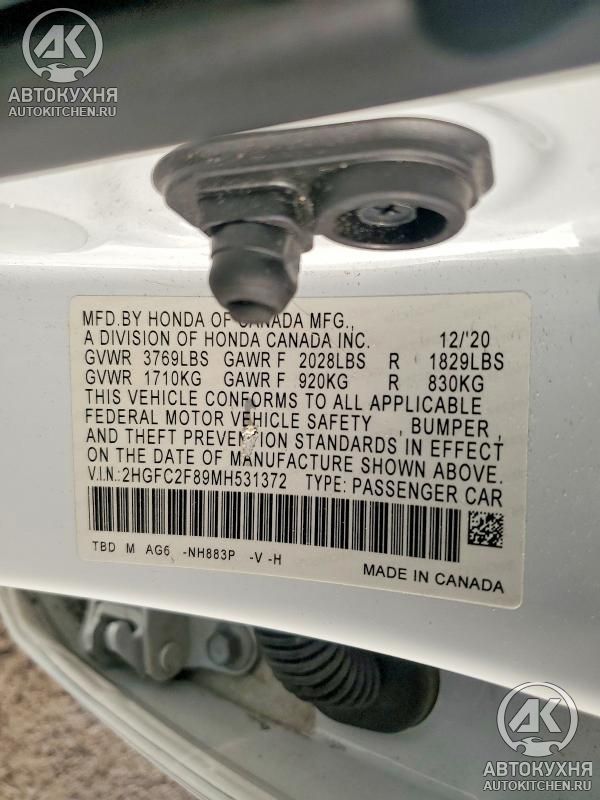 AK
АВТОКУХНЯ
AUTOKITCHEN.RU
MFD. BY HONDA OF CANADA MFG.,
A DIVISION OF HONDA CANADA INC. 12/'20
GVWR 3769LBS GAWR F 2028LBS R 1829LBS
GVWR 1710KG GAWR F 920KG R 830KG
THIS VEHICLE CONFORMS TO ALL APPLICABLE
FEDERAL MOTOR VEHICLE SAFETY , BUMPER ,
AND THEFT PREVENTION STANDARDS IN EFFECT
ON THE DATE OF MANUFACTURE SHOWN ABOVE.
V.I.N.:2HGFC2F89MH531372 TYPE: PASSENGER CAR
TBD M AG6 -NH883P -V -H
MADE IN CANADA
AK
АВТОКУХНЯ
AUTOKITCHEN.RU